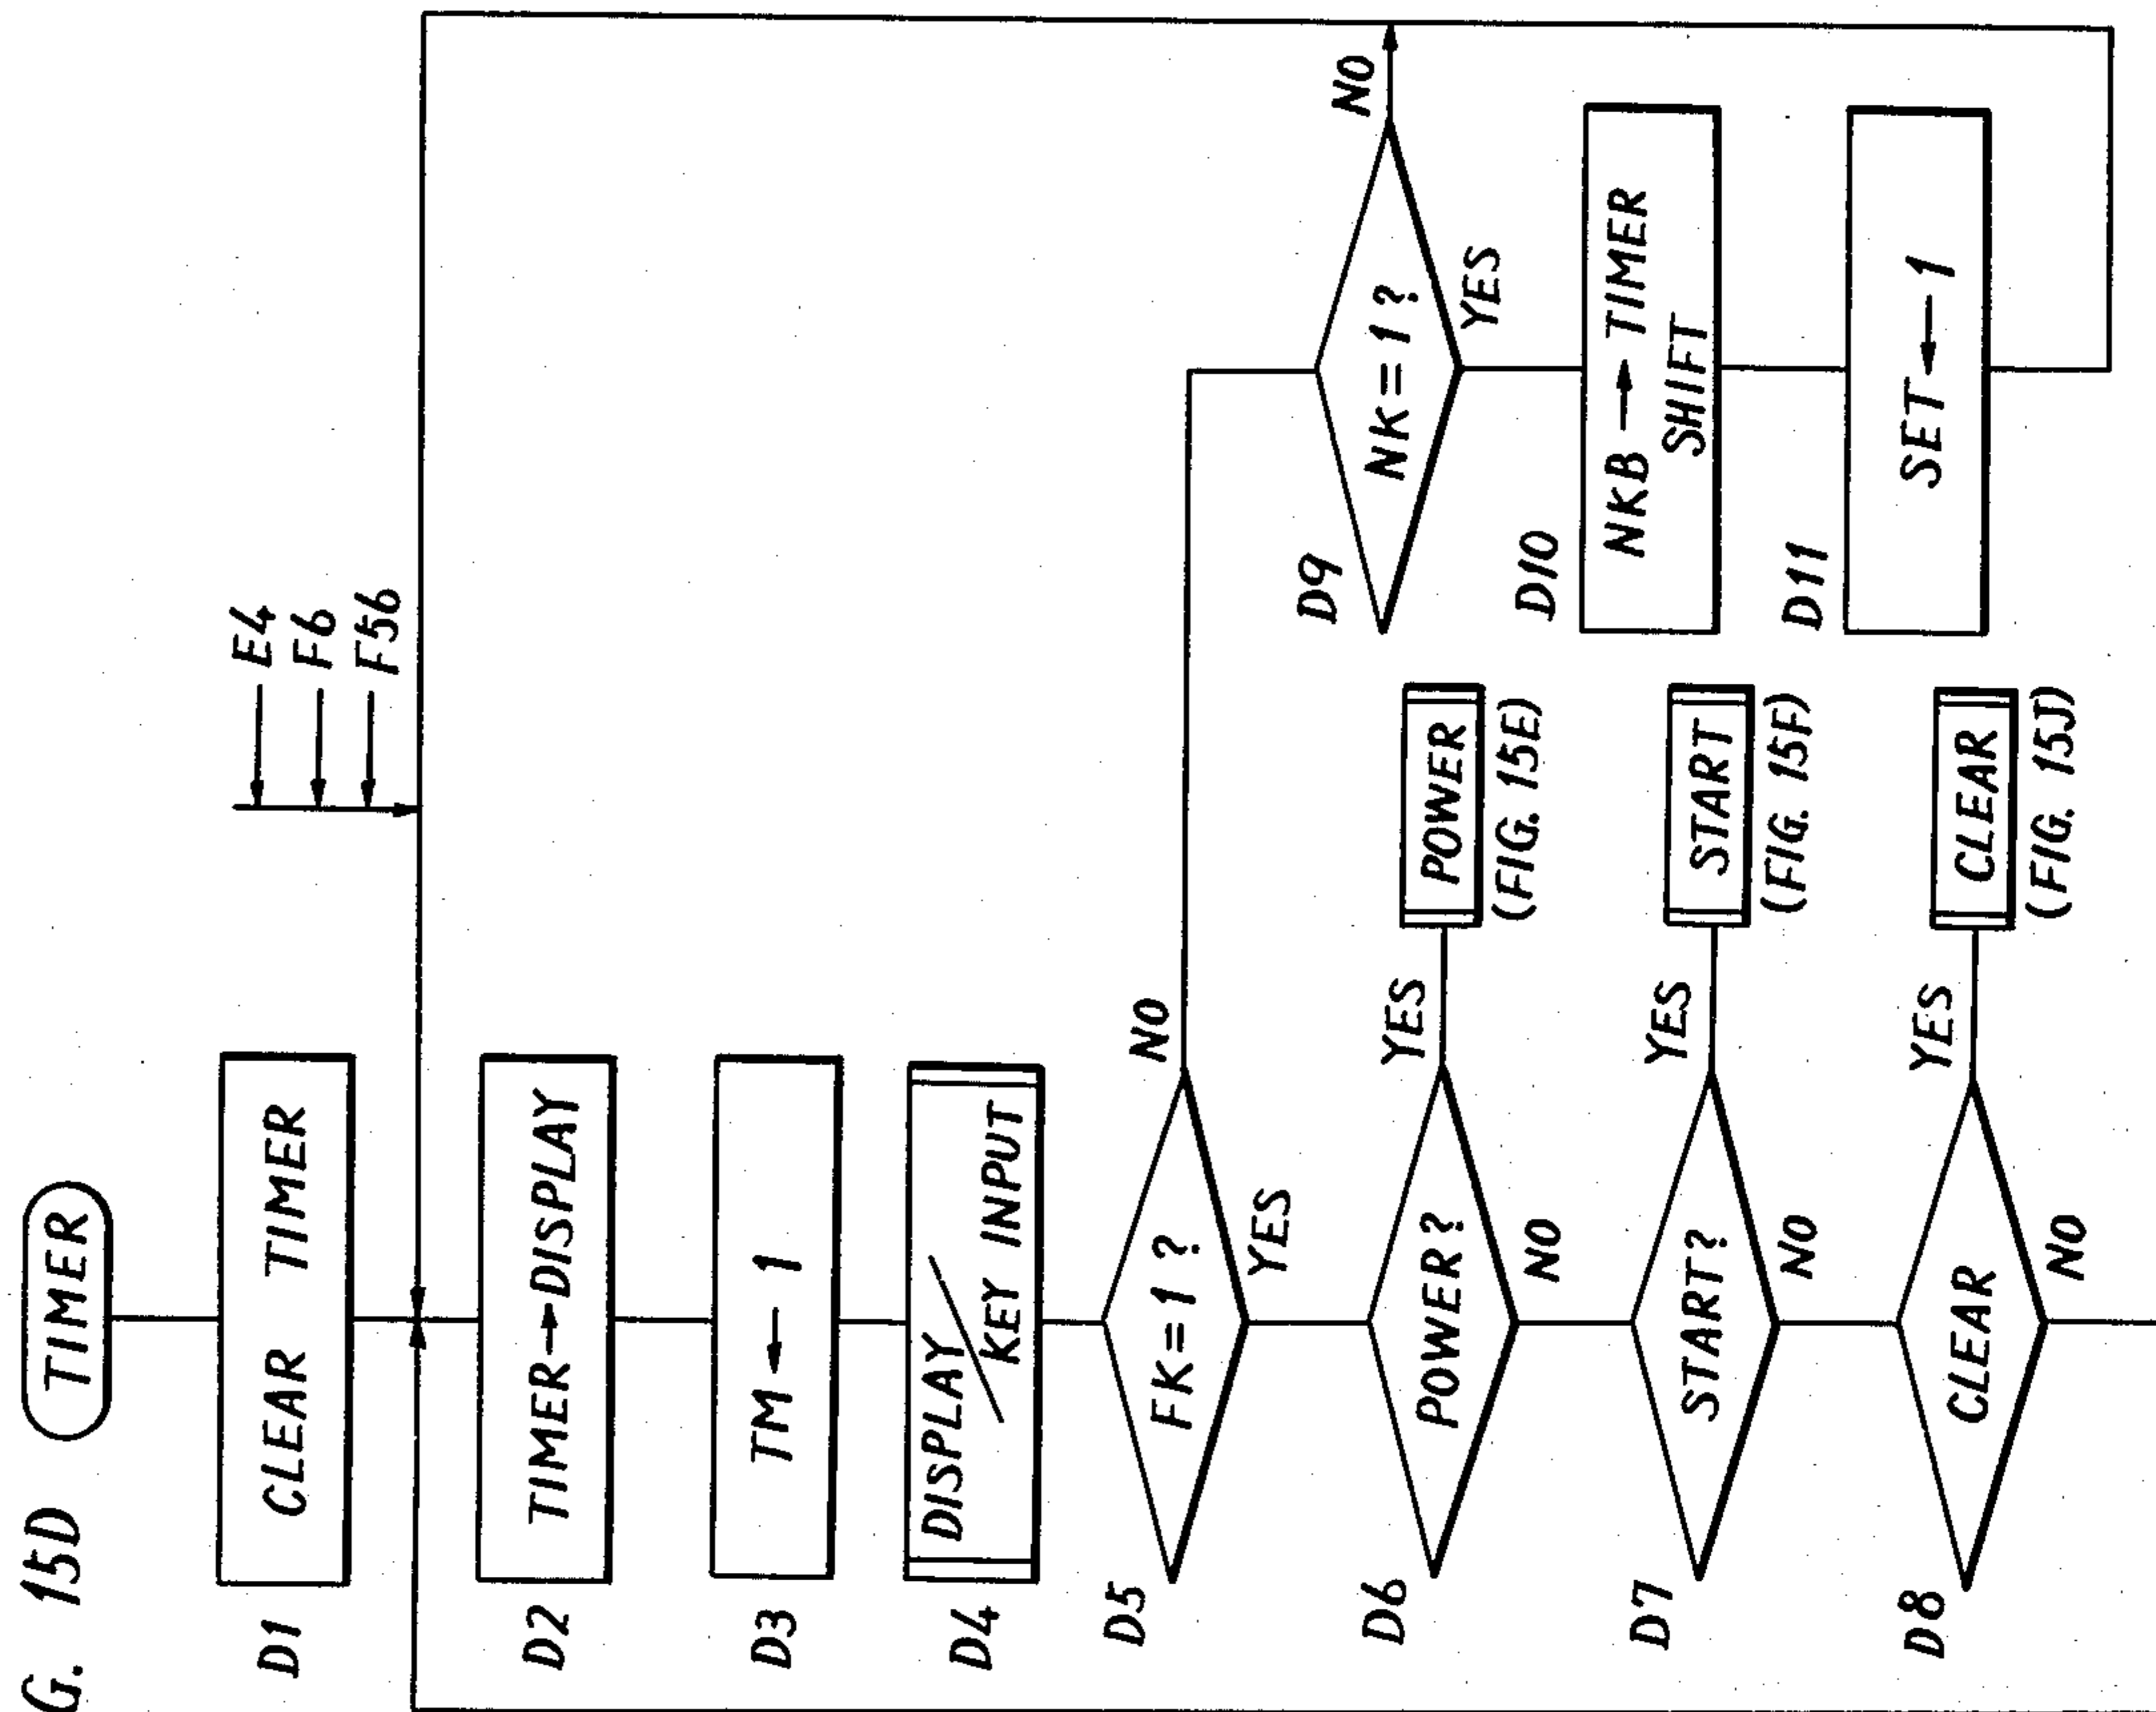 G. 15D
TIMER
D1
CLEAR TIMER
E4
F6
F56
D2
TIMER→DISPLAY
D3
TM ← 1
D4
DISPLAY/
KEY INPUT
D5
FK=1?
NO
YES
D6
POWER?
YES
POWER
(FIG. 15E)
NO
D7
START?
YES
START
(FIG. 15F)
NO
D8
CLEAR
YES
CLEAR
(FIG. 15J)
NO
D9
NK=1?
NO
YES
D10
NKB → TIMER
SHIFT
D11
SET ← 1